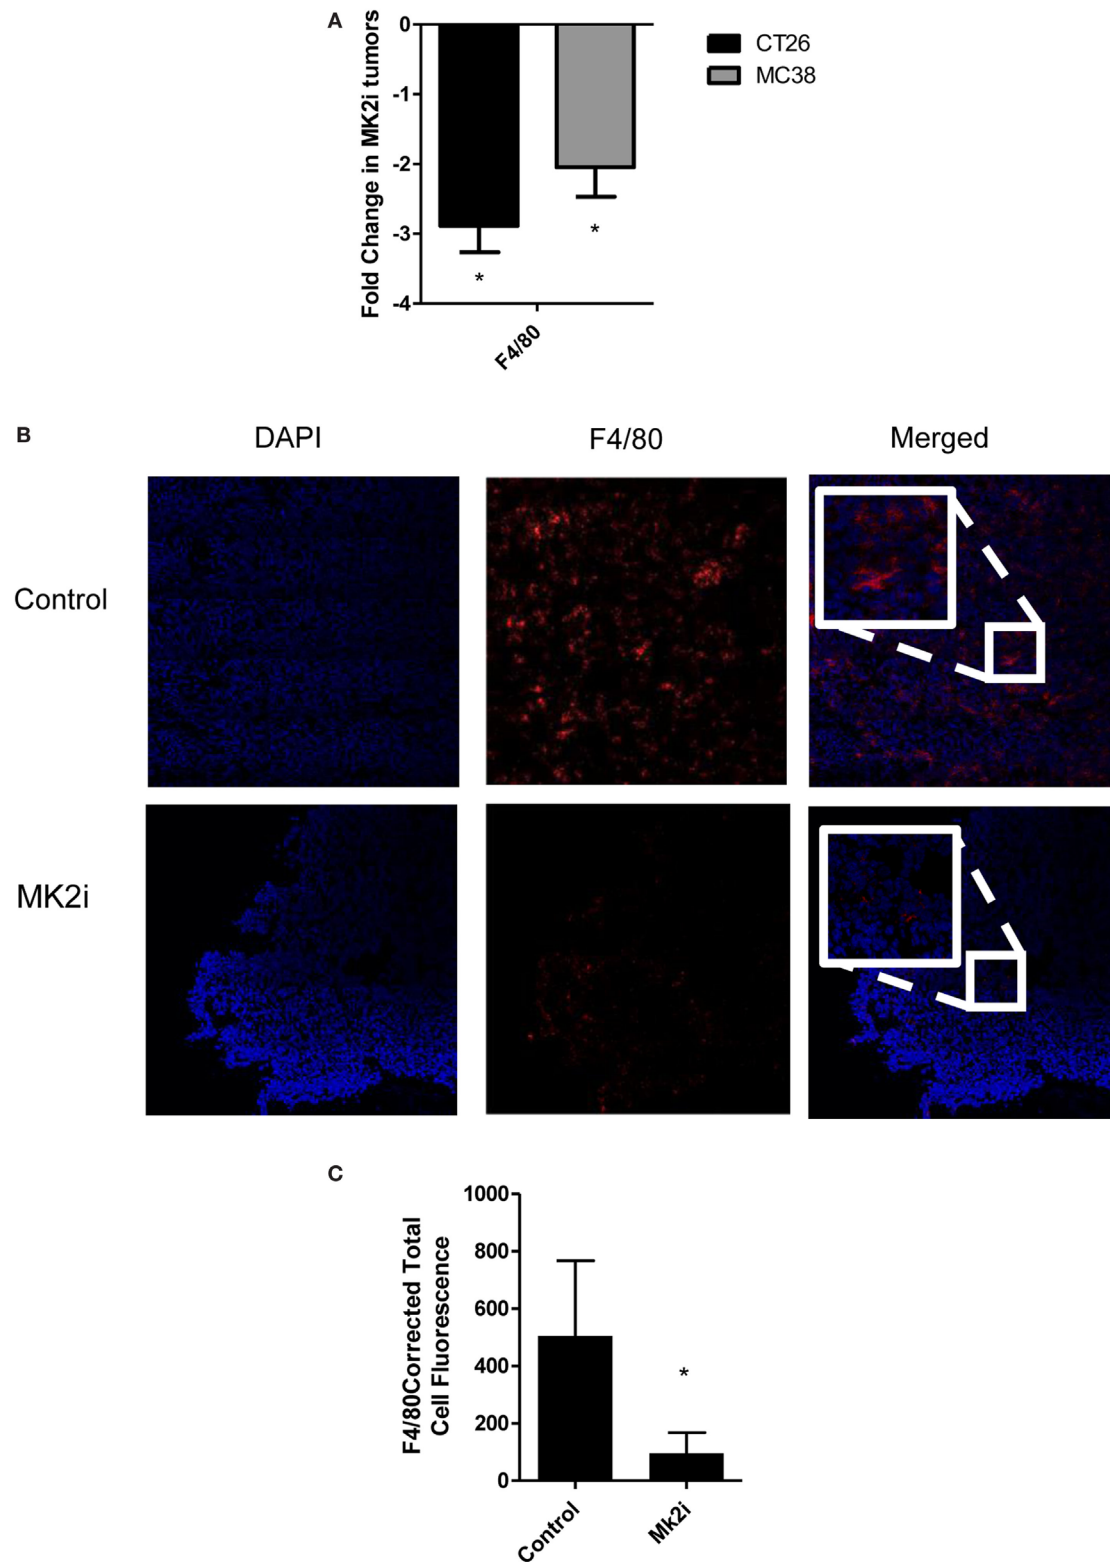 A
Fold Change in MK2i tumors
0
-1
-2
-3
-4
*
*
F4/80
CT26
MC38
B
DAPI
F4/80
Merged
Control
MK2i
C
F4/80Corrected Total
Cell Fluorescence
1000
800
600
400
200
0
*
Control
Mk2i